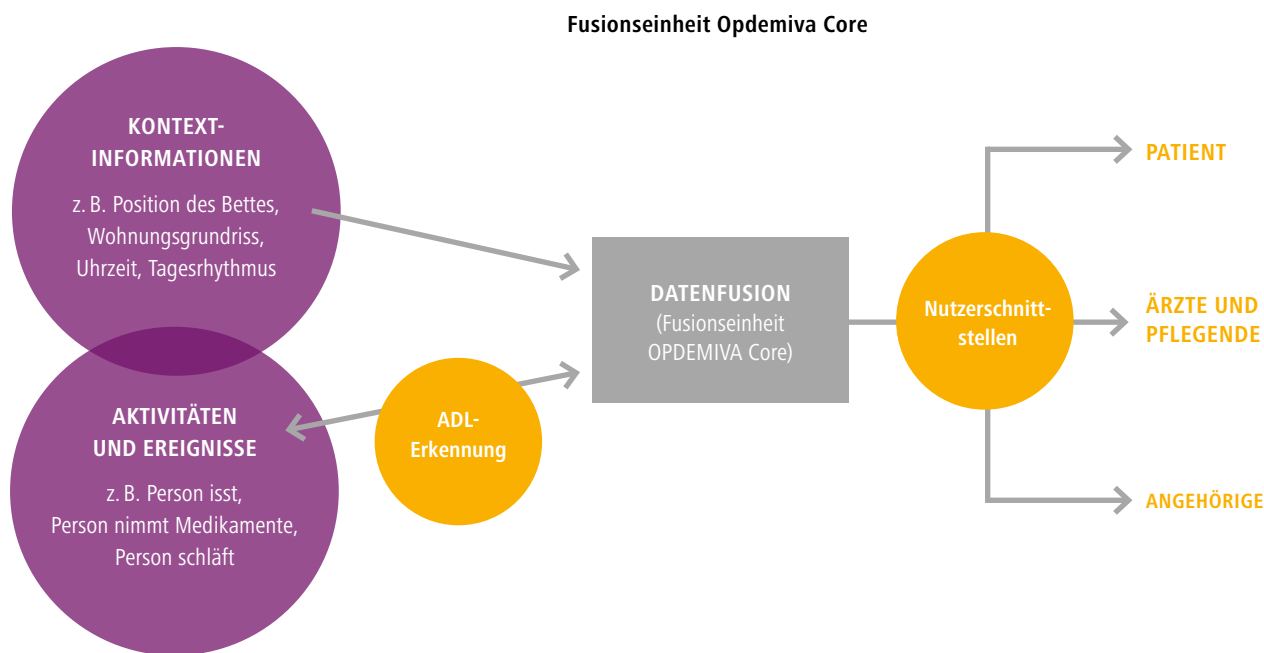 Fusionseinheit Opdemiva Core
KONTEXT-
INFORMATIONEN
z. B. Position des Bettes,
Wohnungsgrundriss,
Uhrzeit, Tagesrhythmus
AKTIVITÄTEN
UND EREIGNISSE
z. B. Person isst,
Person nimmt Medikamente,
Person schläft
ADL-
Erkennung
DATENFUSION
(Fusionseinheit
OPDEMIVA Core)
Nutzerschnitt-
stellen
PATIENT
ÄRZTE UND
PFLEGENDE
ANGEHÖRIGE